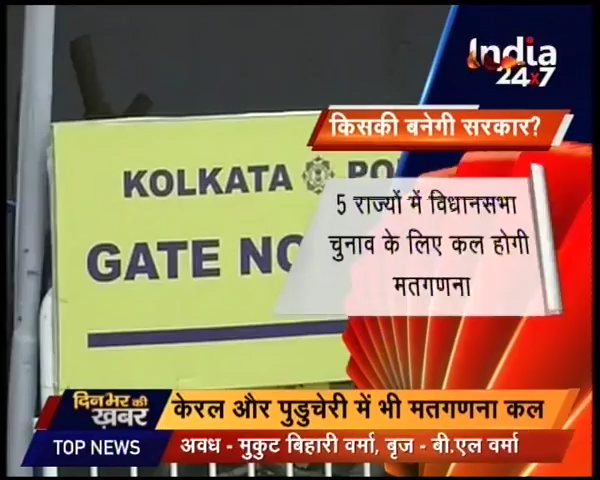 India
24x7
किसकी बनेगी सरकार?
KOLKATA
GATE
5 राज्यों में विधानसभा
चुनाव के लिए कल होगी
मतगणना
दिन भर की
ख़बर
केरल और पुडुचेरी में भी मतगणना कल
TOP NEWS
अवध - मुकुट बिहारी वर्मा, बृज - बी.एल वर्मा